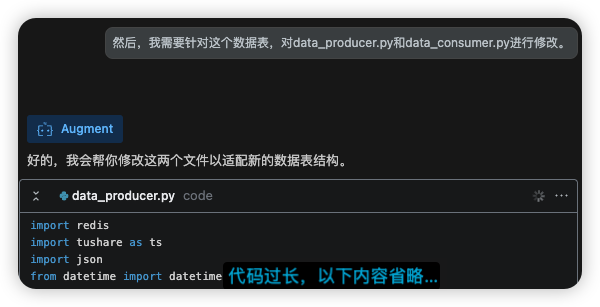 然后，我需要针对这个数据表，对data_producer.py和data_consumer.py进行修改。
Augment
好的，我会帮你修改这两个文件以适配新的数据表结构。
data_producer.py code
import redis
import tushare as ts
import json
from datetime import datetime
代码过长，以下内容省略...